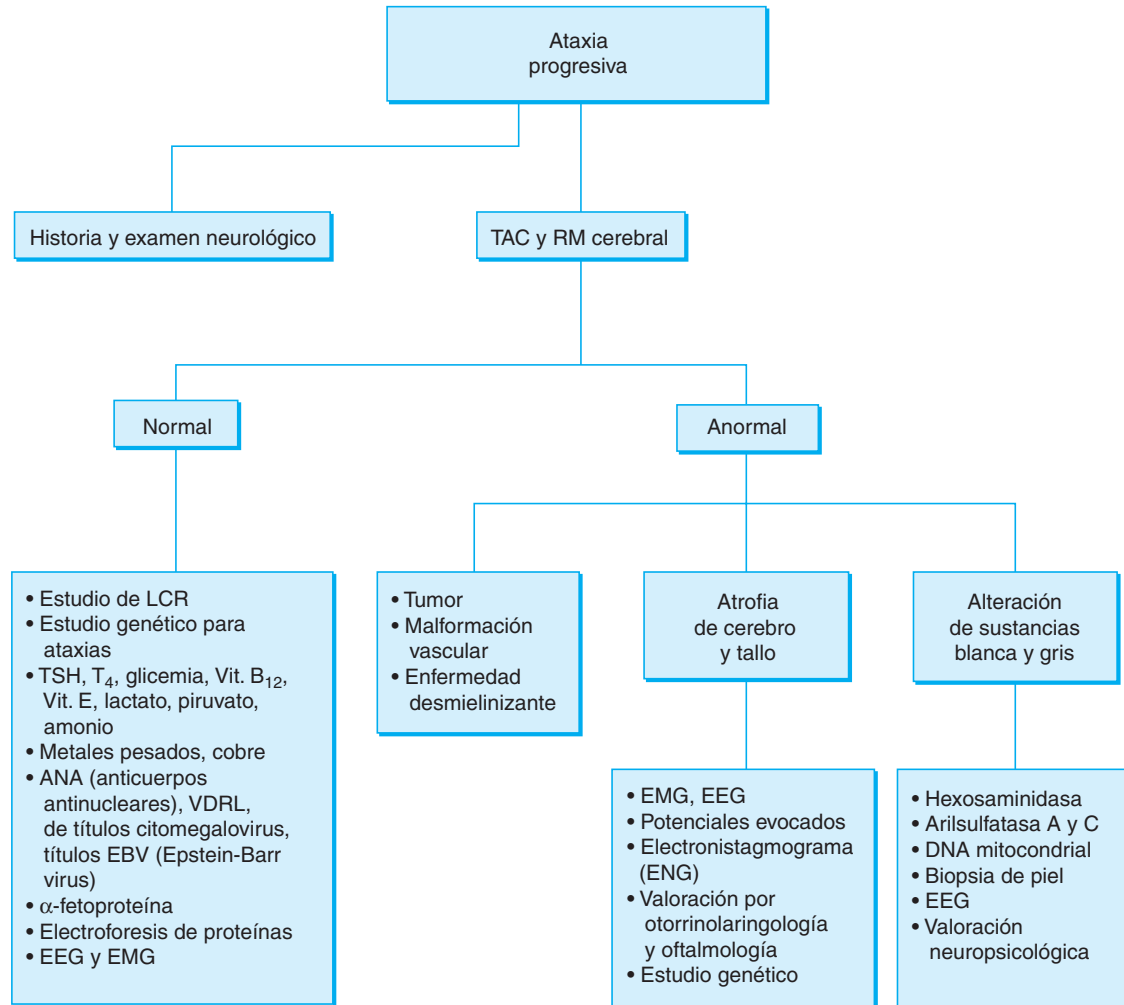 Ataxia
progresiva
Historia y examen neurológico
TAC y RM cerebral
Normal
Anormal
• Estudio de LCR
• Estudio genético para
ataxias
• TSH, T₄, glicemia, Vit. B₁₂,
Vit. E, lactato, piruvato,
amonio
• Metales pesados, cobre
• ANA (anticuerpos
antinucleares), VDRL,
de títulos citomegalovirus,
títulos EBV (Epstein-Barr
virus)
• α-fetoproteína
• Electroforesis de proteínas
• EEG y EMG
• Tumor
• Malformación
vascular
• Enfermedad
desmielinizante
Atrofia
de cerebro
y tallo
• EMG, EEG
• Potenciales evocados
• Electronistagmograma
(ENG)
• Valoración por
otorrinolaringología
y oftalmología
• Estudio genético
Alteración
de sustancias
blanca y gris
• Hexosaminidasa
• Arilsulfatasa A y C
• DNA mitocondrial
• Biopsia de piel
• EEG
• Valoración
neuropsicológica